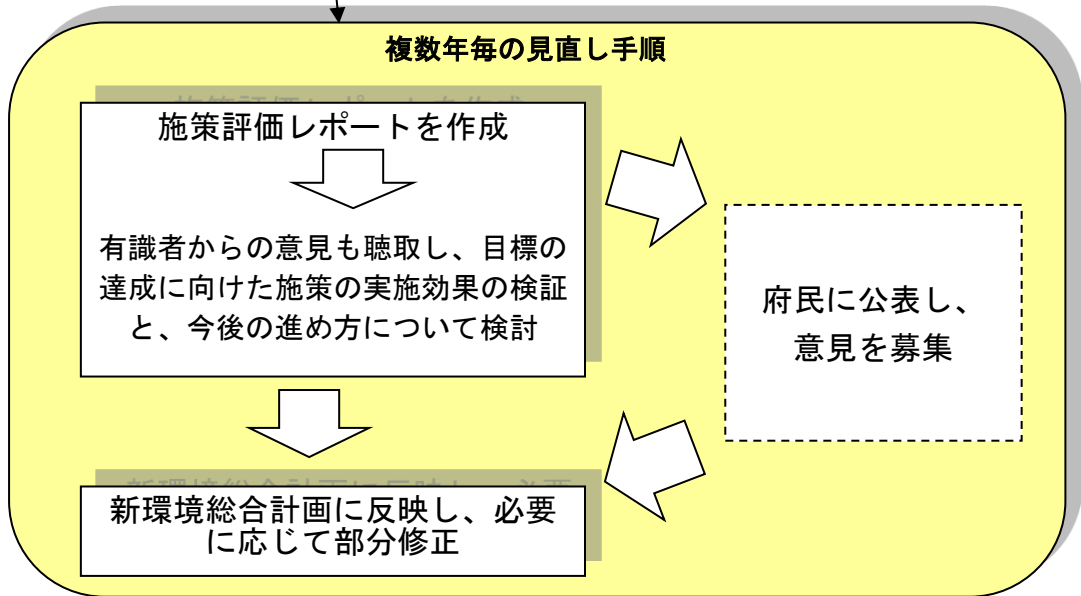 複数年毎の見直し手順
施策評価レポートを作成
有識者からの意見も聴取し、目標の
達成に向けた施策の実施効果の検証
と、今後の進め方について検討
府民に公表し、
意見を募集
新環境総合計画に反映し、必要
に応じて部分修正